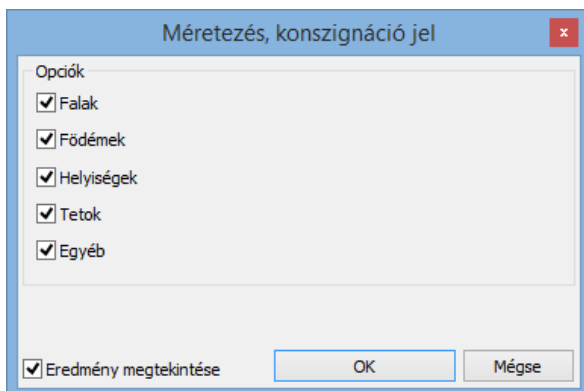 Méretezés, konszignáció jel
x
Opciók
Falak
Födémek
Helyiségek
Tetok
Egyéb
Eredmény megtekintése
OK
Mégse